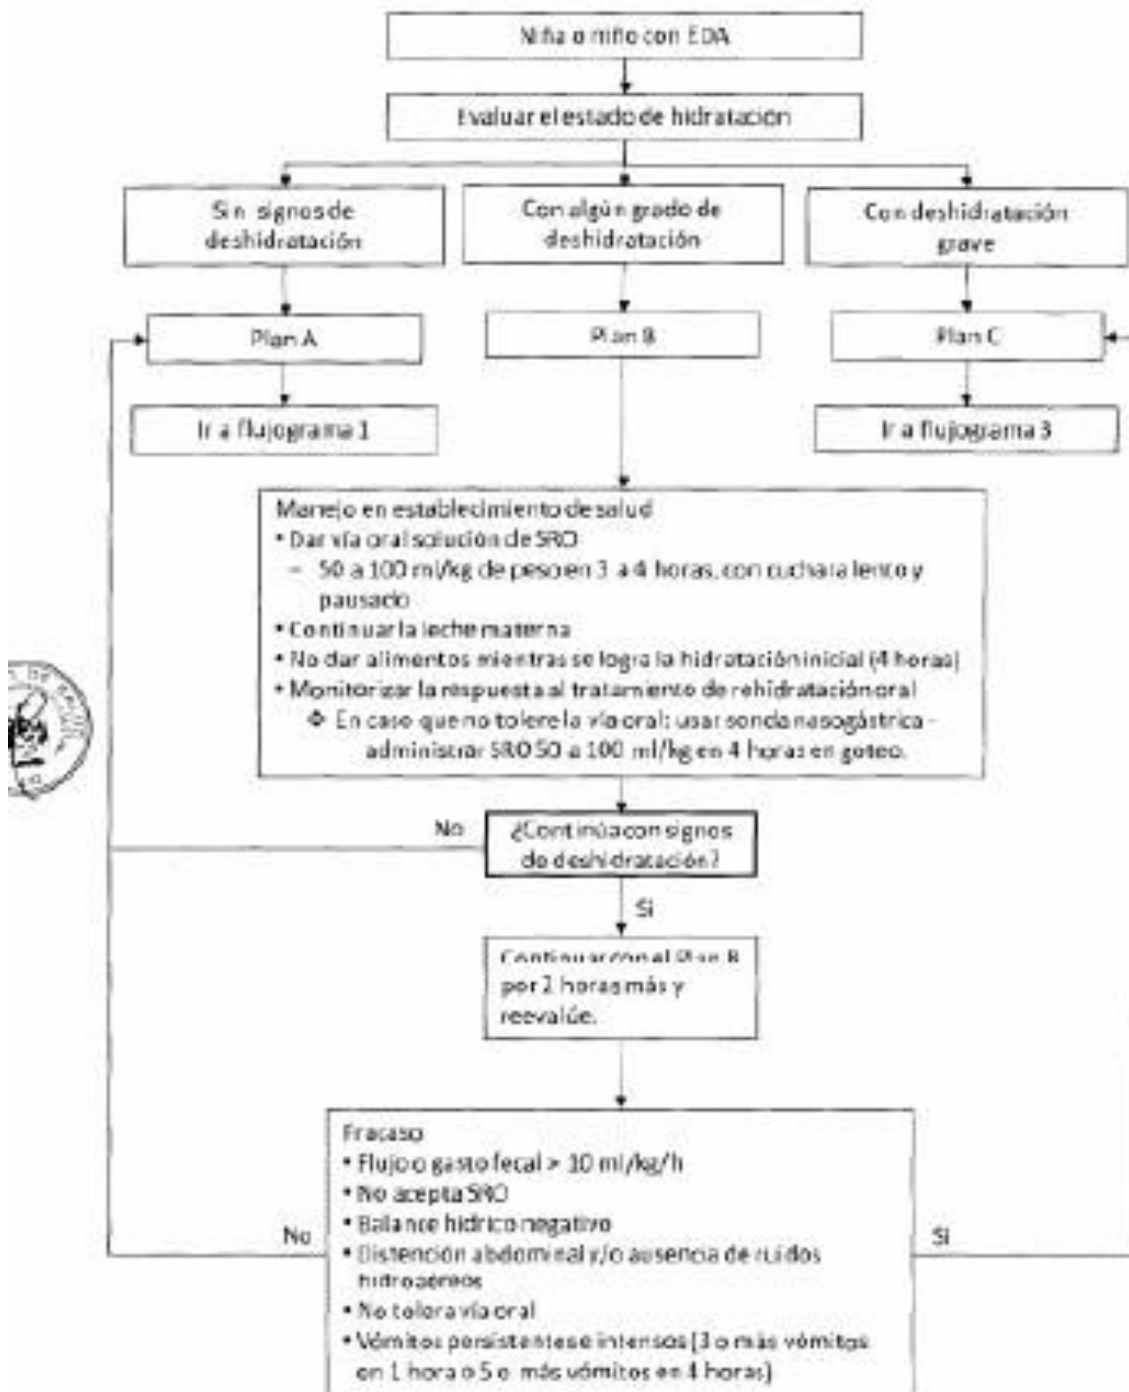 Niña o niño con EDA
Evaluar el estado de hidratación
Sin signos de
deshidratación
Con algún grado de
deshidratación
Con deshidratación
grave
Plan A
Plan B
Plan C
Ir a flujograma 1
Ir a flujograma 3
Manejo en establecimiento de salud
• Dar vía oral solución de SRO
– 50 a 100 ml/kg de peso en 3 a 4 horas, con cuchara lento y
pausado
• Continuar la leche materna
• No dar alimentos mientras se logra la hidratación inicial (4 horas)
• Monitorizar la respuesta al tratamiento de rehidratación oral
❖ En caso que no tolere la vía oral: usar sonda nasogástrica -
administrar SRO 50 a 100 ml/kg en 4 horas en goteo.
No
¿Continúa con signos
de deshidratación?
Si
Continuar con el Plan B
por 2 horas más y
reevalúe.
Fracaso
• Flujo o gasto fecal > 10 ml/kg/h
• No acepta SRO
• Balance hídrico negativo
No
Si
• Distención abdominal y/o ausencia de ruidos
hidroaéreos
• No tolera vía oral
• Vómitos persistentes e intensos (3 o más vómitos
en 1 hora o 5 o más vómitos en 4 horas)